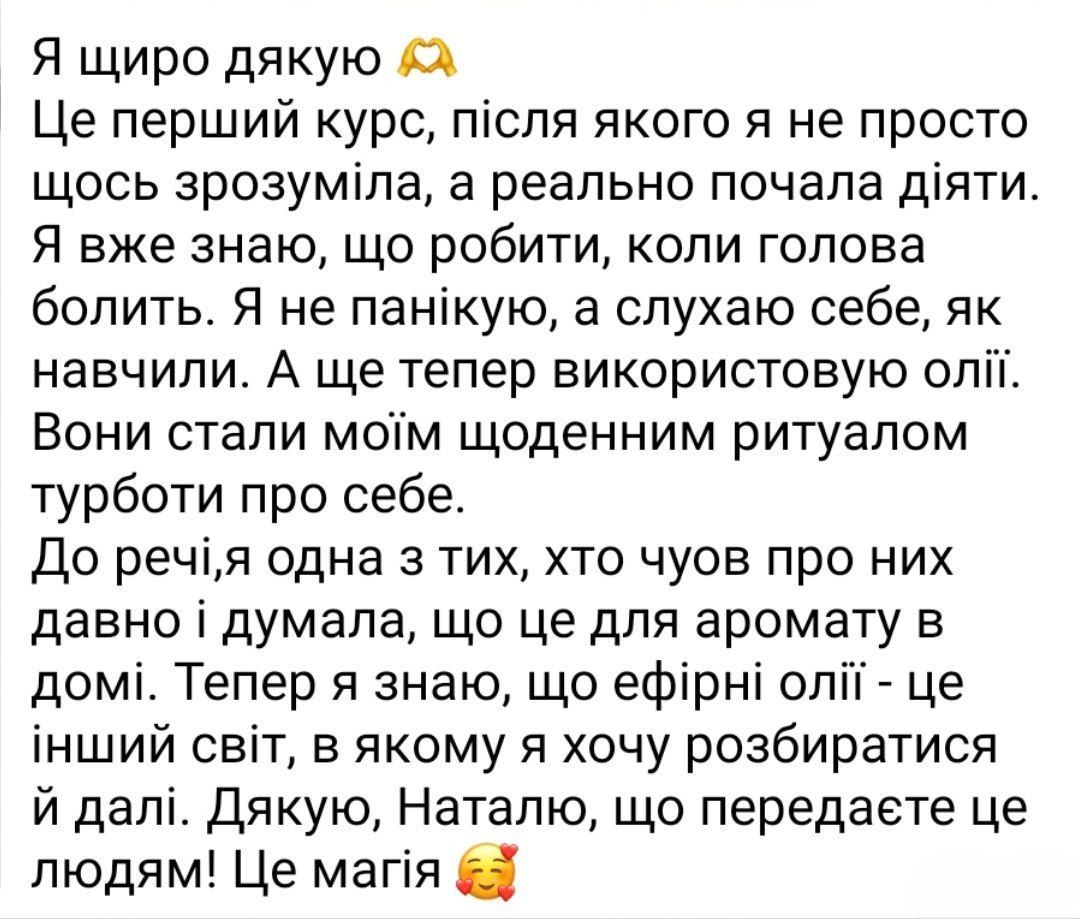 Я щиро дякую 🫶
Це перший курс, після якого я не просто
щось зрозуміла, а реально почала діяти.
Я вже знаю, що робити, коли голова
болить. Я не панікую, а слухаю себе, як
навчили. А ще тепер використовую олії.
Вони стали моїм щоденним ритуалом
турботи про себе.
До речі,я одна з тих, хто чуов про них
давно і думала, що це для аромату в
домі. Тепер я знаю, що ефірні олії - це
інший світ, в якому я хочу розбиратися
й далі. Дякую, Наталю, що передаєте це
людям! Це магія 🥰